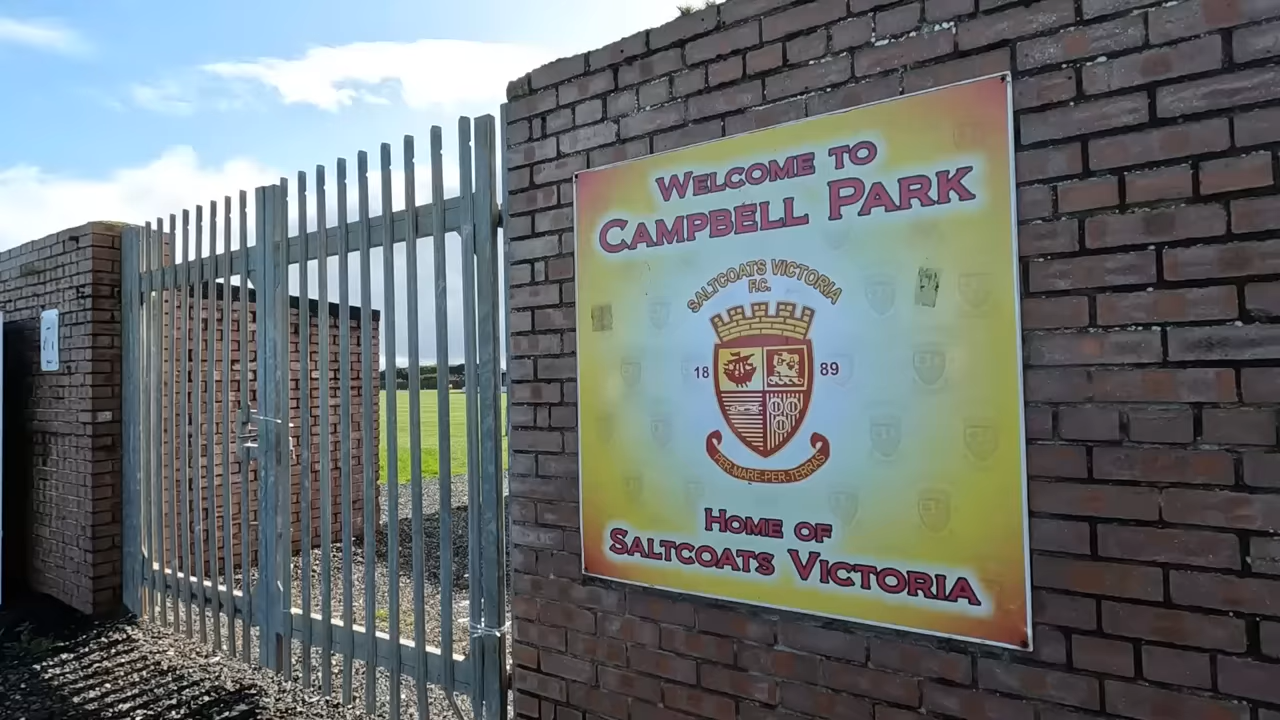 Welcome to
Campbell Park
SALTCOATS VICTORIA
F.C.
18 89
PER-MARE-PER-TERRAS
Home of
Saltcoats Victoria